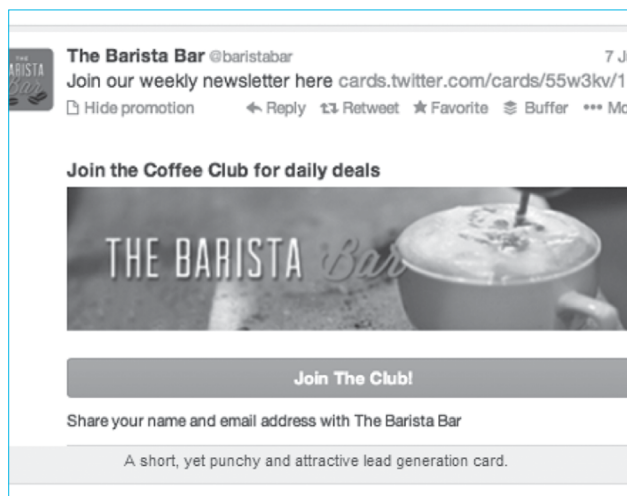 THE
BARISTA
Bar
The Barista Bar @baristabar
7 J
Join our weekly newsletter here cards.twitter.com/cards/55w3kv/1
Hide promotion Reply Retweet Favorite Buffer ••• Mo
Join the Coffee Club for daily deals
THE BARISTA Bar
Join The Club!
Share your name and email address with The Barista Bar
A short, yet punchy and attractive lead generation card.